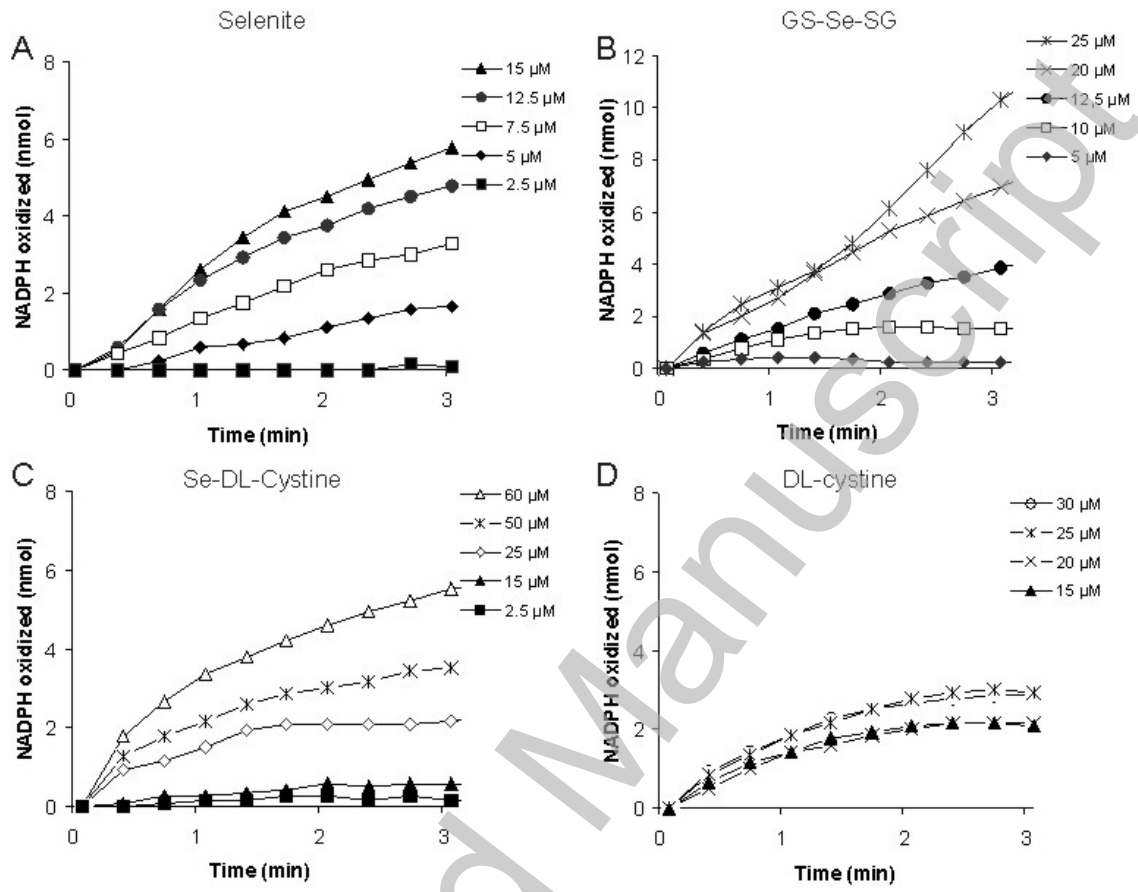 Selenite
A
8
6
4
2
0
NADPH oxidized (nmol)
0 1 2 3
Time (min)
15 µM
12.5 µM
7.5 µM
5 µM
2.5 µM
GS-Se-SG
B
12
10
8
6
4
2
0
NADPH oxidized (nmol)
0 1 2 3
Time (min)
25 µM
20 µM
12,5 µM
10 µM
5 µM
Se-DL-Cystine
C
8
6
4
2
0
NADPH oxidized (nmol)
0 1 2 3
Time (min)
60 µM
50 µM
25 µM
15 µM
2.5 µM
DL-cystine
D
8
6
4
2
0
NADPH oxidized (nmol)
0 1 2 3
Time (min)
30 µM
25 µM
20 µM
15 µM
d Manuscript